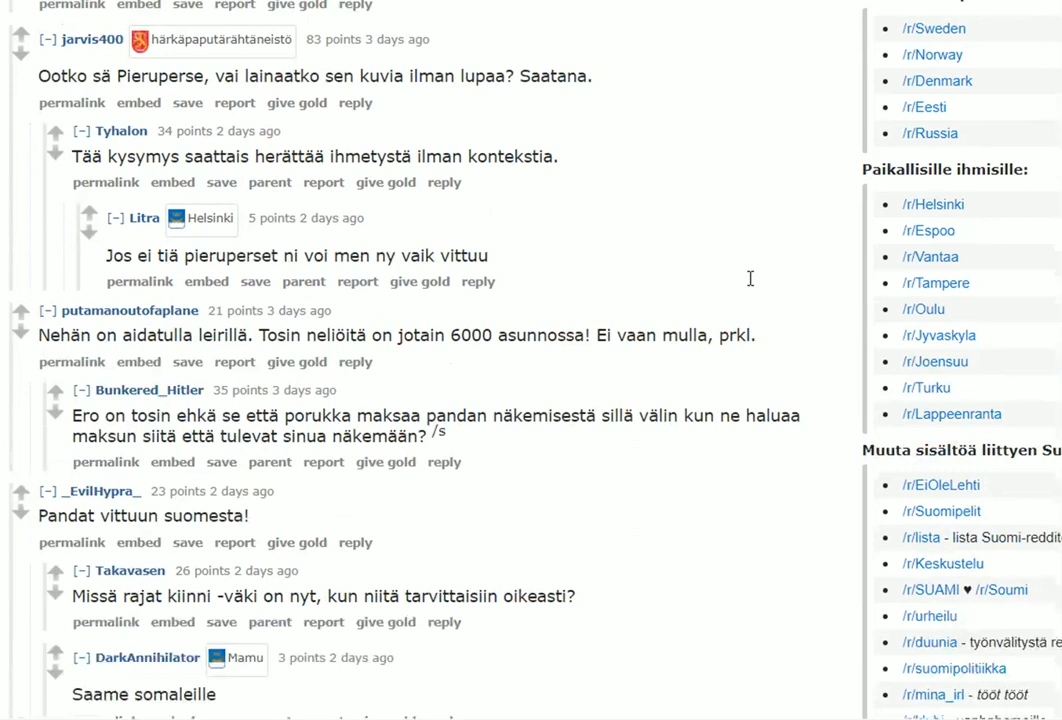 embed save report give gold reply
[–] jarvis400 härkäpaputärähtäneistö 83 points 3 days ago
Ootko sä Pieruperse, vai lainaatko sen kuvia ilman lupaa? Saatana.
permalink embed save report give gold reply
[–] Tyhalon 34 points 2 days ago
Tää kysymys saattais herättää ihmetystä ilman kontekstia.
permalink embed save parent report give gold reply
[–] Litra Helsinki 5 points 2 days ago
Jos ei tiä pieruperset ni voi men ny vaik vittuu
permalink embed save parent report give gold reply
[–] putamanoutofaplane 21 points 3 days ago
Nehän on aidatulla leirillä. Tosin neliöitä on jotain 6000 asunnossa! Ei vaan mulla, prkl.
permalink embed save report give gold reply
[–] Bunkered_Hitler 35 points 3 days ago
Ero on tosin ehkä se että porukka maksaa pandan näkemisestä sillä välin kun ne haluaa
maksun siitä että tulevat sinua näkemään? /s
permalink embed save parent report give gold reply
[–] _EvilHypra_ 23 points 2 days ago
Pandat vittuun suomesta!
permalink embed save report give gold reply
[–] Takavasen 26 points 2 days ago
Missä rajat kiinni -väki on nyt, kun niitä tarvittaisiin oikeasti?
permalink embed save parent report give gold reply
[–] DarkAnnihilator Mamu 3 points 2 days ago
Saame somaleille
/r/Sweden
/r/Norway
/r/Denmark
/r/Eesti
/r/Russia
Paikallisille ihmisille:
/r/Helsinki
/r/Espoo
/r/Vantaa
/r/Tampere
/r/Oulu
/r/Jyvaskyla
/r/Joensuu
/r/Turku
/r/Lappeenranta
Muuta sisältöä liittyen Su
/r/EiOleLehti
/r/Suomipelit
/r/lista - lista Suomi-reddit
/r/Keskustelu
/r/SUAMI ♥ /r/Soumi
/r/urheilu
/r/duunia - työnvälitystä re
/r/suomipolitiikka
/r/mina_irl - tööt tööt